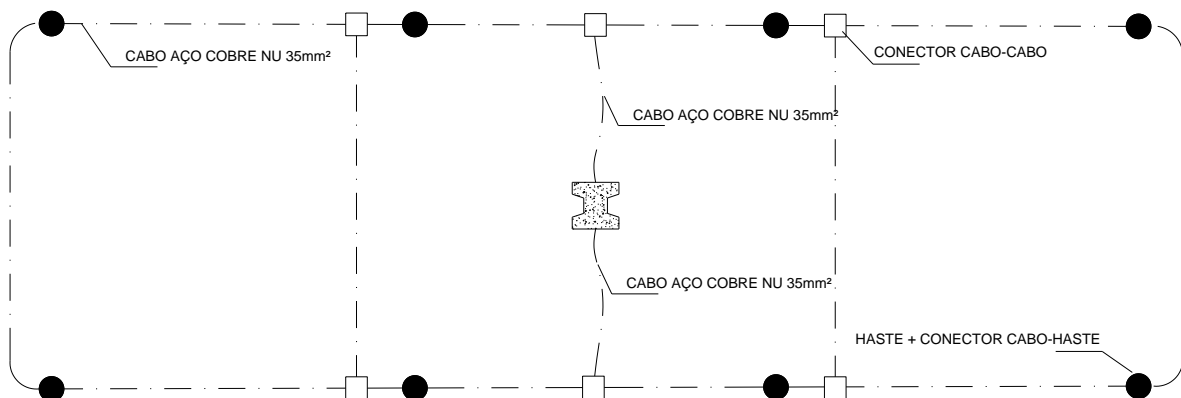 CABO AÇO COBRE NU 35mm²
CONECTOR CABO-CABO
CABO AÇO COBRE NU 35mm²
CABO AÇO COBRE NU 35mm²
HASTE + CONECTOR CABO-HASTE